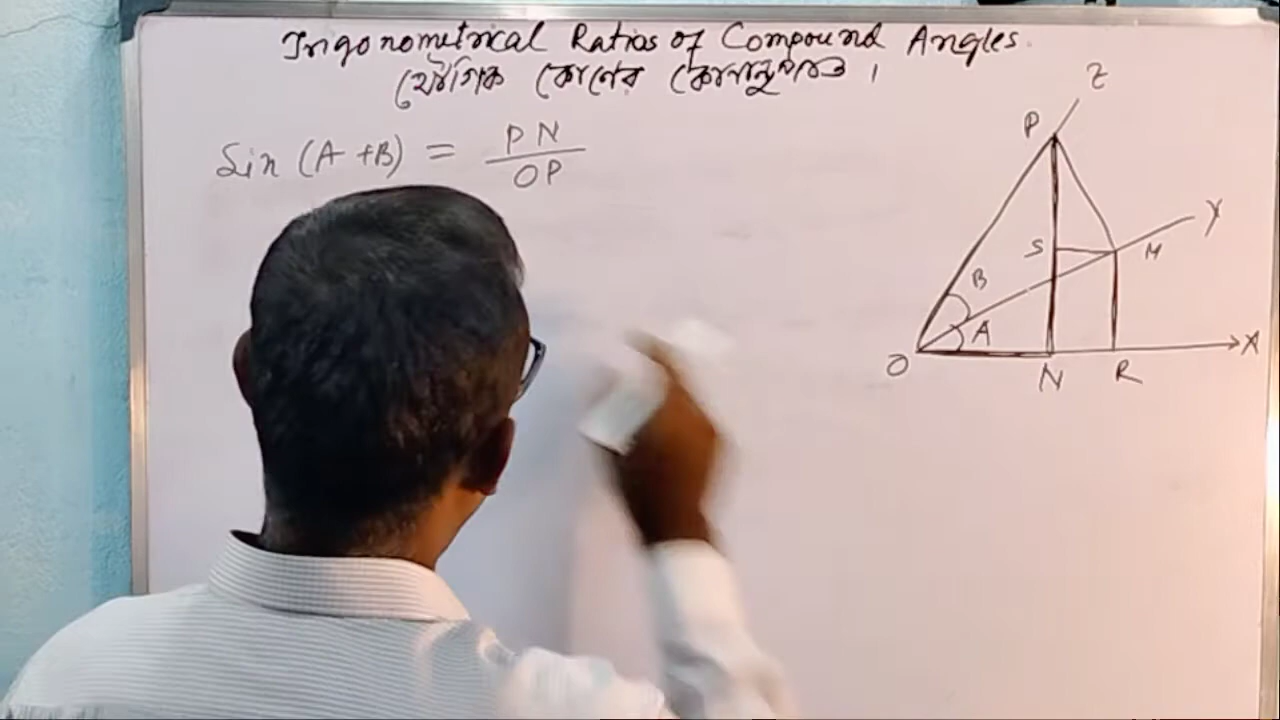 Trigonometrical Ratios of Compound Angles.
যৌগিক কোণের কোনানুপাত ।
Sin (A +B) = PN / OP
Z
P
Y
S
M
B
A
O
N
R
X